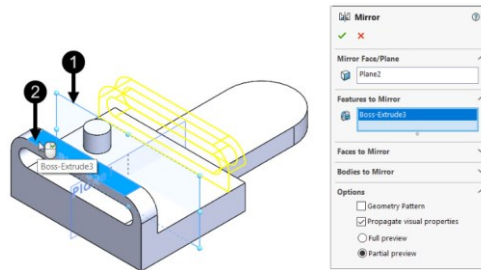 1
2
Boss-Extrude3
Plane
Mirror
Mirror Face/Plane
Plane2
Features to Mirror
Boss-Extrude3
Faces to Mirror
Bodies to Mirror
Options
Geometry Pattern
Propagate visual properties
Full preview
Partial preview